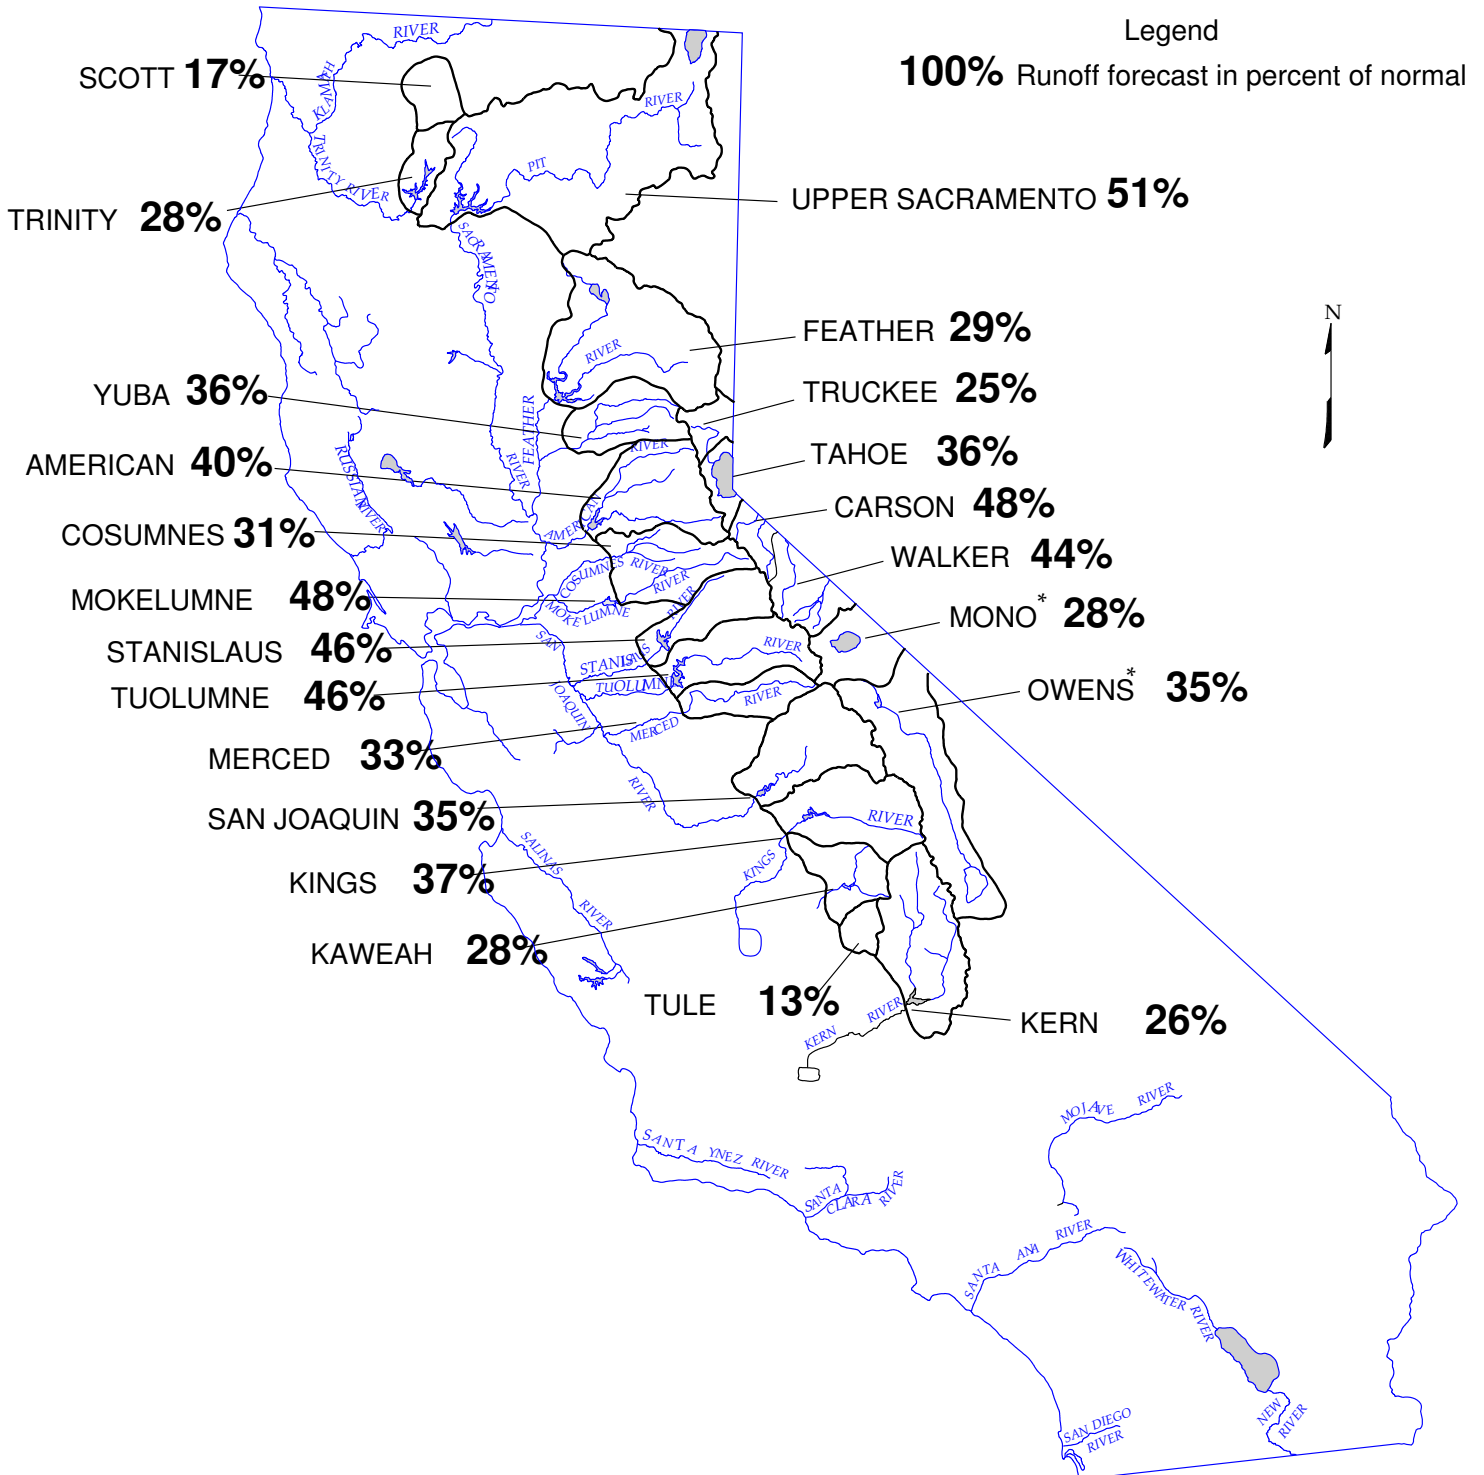 Legend
100% Runoff forecast in percent of normal
SCOTT 17%
TRINITY 28%
UPPER SACRAMENTO 51%
FEATHER 29%
YUBA 36%
TRUCKEE 25%
AMERICAN 40%
TAHOE 36%
CARSON 48%
COSUMNES 31%
WALKER 44%
MOKELUMNE 48%
MONO* 28%
STANISLAUS 46%
TUOLUMNE 46%
OWENS* 35%
MERCED 33%
SAN JOAQUIN 35%
KINGS 37%
KAWEAH 28%
TULE 13%
KERN 26%
N
KLAMATH RIVER
TRINITY RIVER
PIT RIVER
SACRAMENTO RIVER
FEATHER RIVER
RUSSIAN RIVER
AMERICAN RIVER
COSUMNES RIVER
MOKELUMNE RIVER
STANISLAUS RIVER
TUOLUMNE RIVER
MERCED RIVER
SAN JOAQUIN RIVER
SALINAS RIVER
KINGS RIVER
KERN RIVER
SANTA YNEZ RIVER
SANTA CLARA RIVER
MOJAVE RIVER
SANTA ANA RIVER
WHITEWATER RIVER
NEW RIVER
SAN DIEGO RIVER